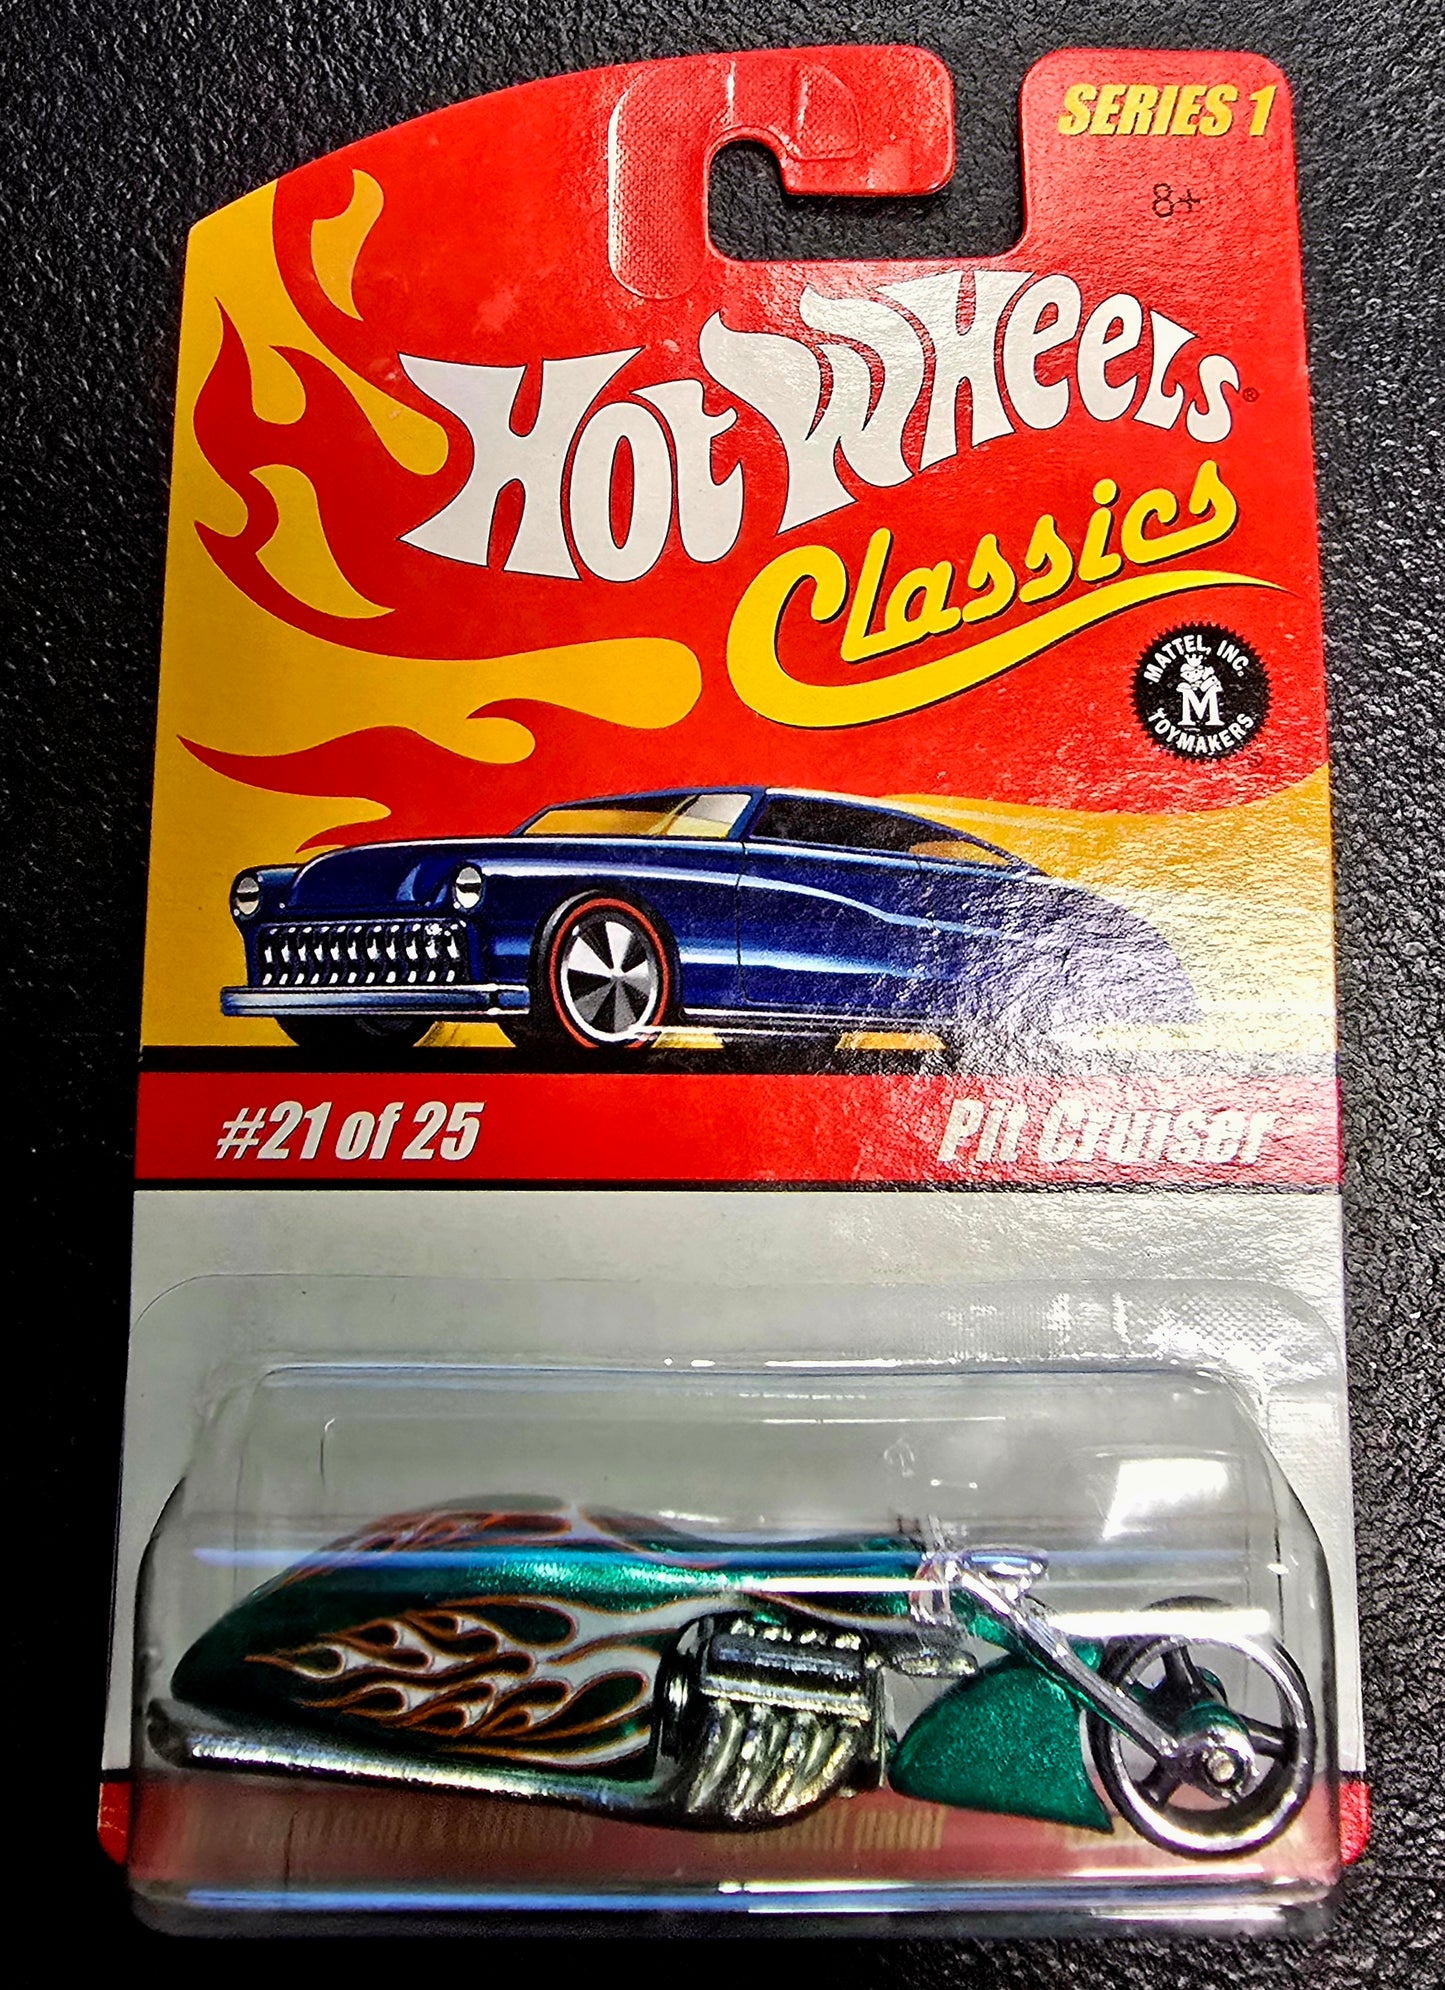 SERIES 1
8+
HOT WHEELS®
Classics
MATTEL, INC.
M
TOYMAKERS
#21 of 25 Pit Cruiser